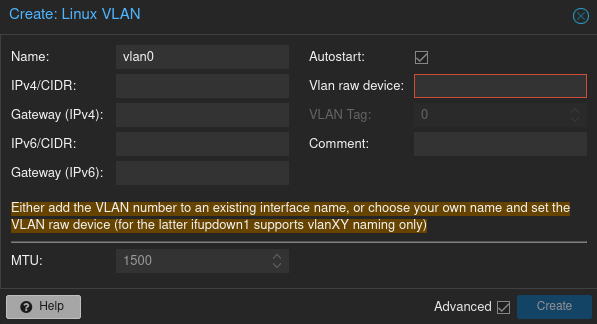 Create: Linux VLAN
Name: vlan0 Autostart:
IPv4/CIDR: Vlan raw device:
Gateway (IPv4): VLAN Tag: 0
IPv6/CIDR: Comment:
Gateway (IPv6):
Either add the VLAN number to an existing interface name, or choose your own name and set the
VLAN raw device (for the latter ifupdown1 supports vlanXY naming only)
MTU: 1500
Help Advanced Create